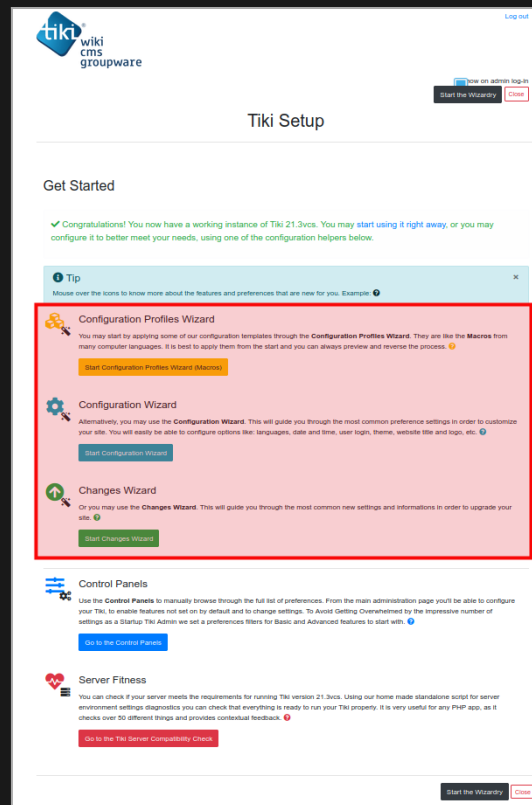 Log out
tiki
wiki
cms
groupware
on admin log-in
Start the Wizardry Close
Tiki Setup
Get Started
Congratulations! You now have a working instance of Tiki 21.3vcs. You may start using it right away, or you may
configure it to better meet your needs, using one of the configuration helpers below.
Tip ×
Mouse over the icons to know more about the features and preferences that are new for you. Example: ?
Configuration Profiles Wizard
You may start by applying some of our configuration templates through the Configuration Profiles Wizard. They are like the Macros from
many computer languages. It is best to apply them from the start and you can always preview and reverse the process. ?
Start Configuration Profiles Wizard (Macros)
Configuration Wizard
Alternatively, you may use the Configuration Wizard. This will guide you through the most common preference settings in order to customize
your site. You will easily be able to configure options like: languages, date and time, user login, theme, website title and logo, etc. ?
Start Configuration Wizard
Changes Wizard
Or you may use the Changes Wizard. This will guide you through the most common new settings and informations in order to upgrade your
site. ?
Start Changes Wizard
Control Panels
Use the Control Panels to manually browse through the full list of preferences. From the main administration page you'll be able to configure
your Tiki, to enable features not set on by default and to change settings. To Avoid Getting Overwhelmed by the impressive number of
settings as a Startup Tiki Admin we set a preferences filters for Basic and Advanced features to start with. ?
Go to the Control Panels
Server Fitness
You can check if your server meets the requirements for running Tiki version 21.3vcs. Using our home made standalone script for server
environment settings diagnostics you can check that everything is ready to run your Tiki properly. It is very useful for any PHP app, as it
checks over 50 different things and provides contextual feedback. ?
Go to the Tiki Server Compatibility Check
Start the Wizardry Close